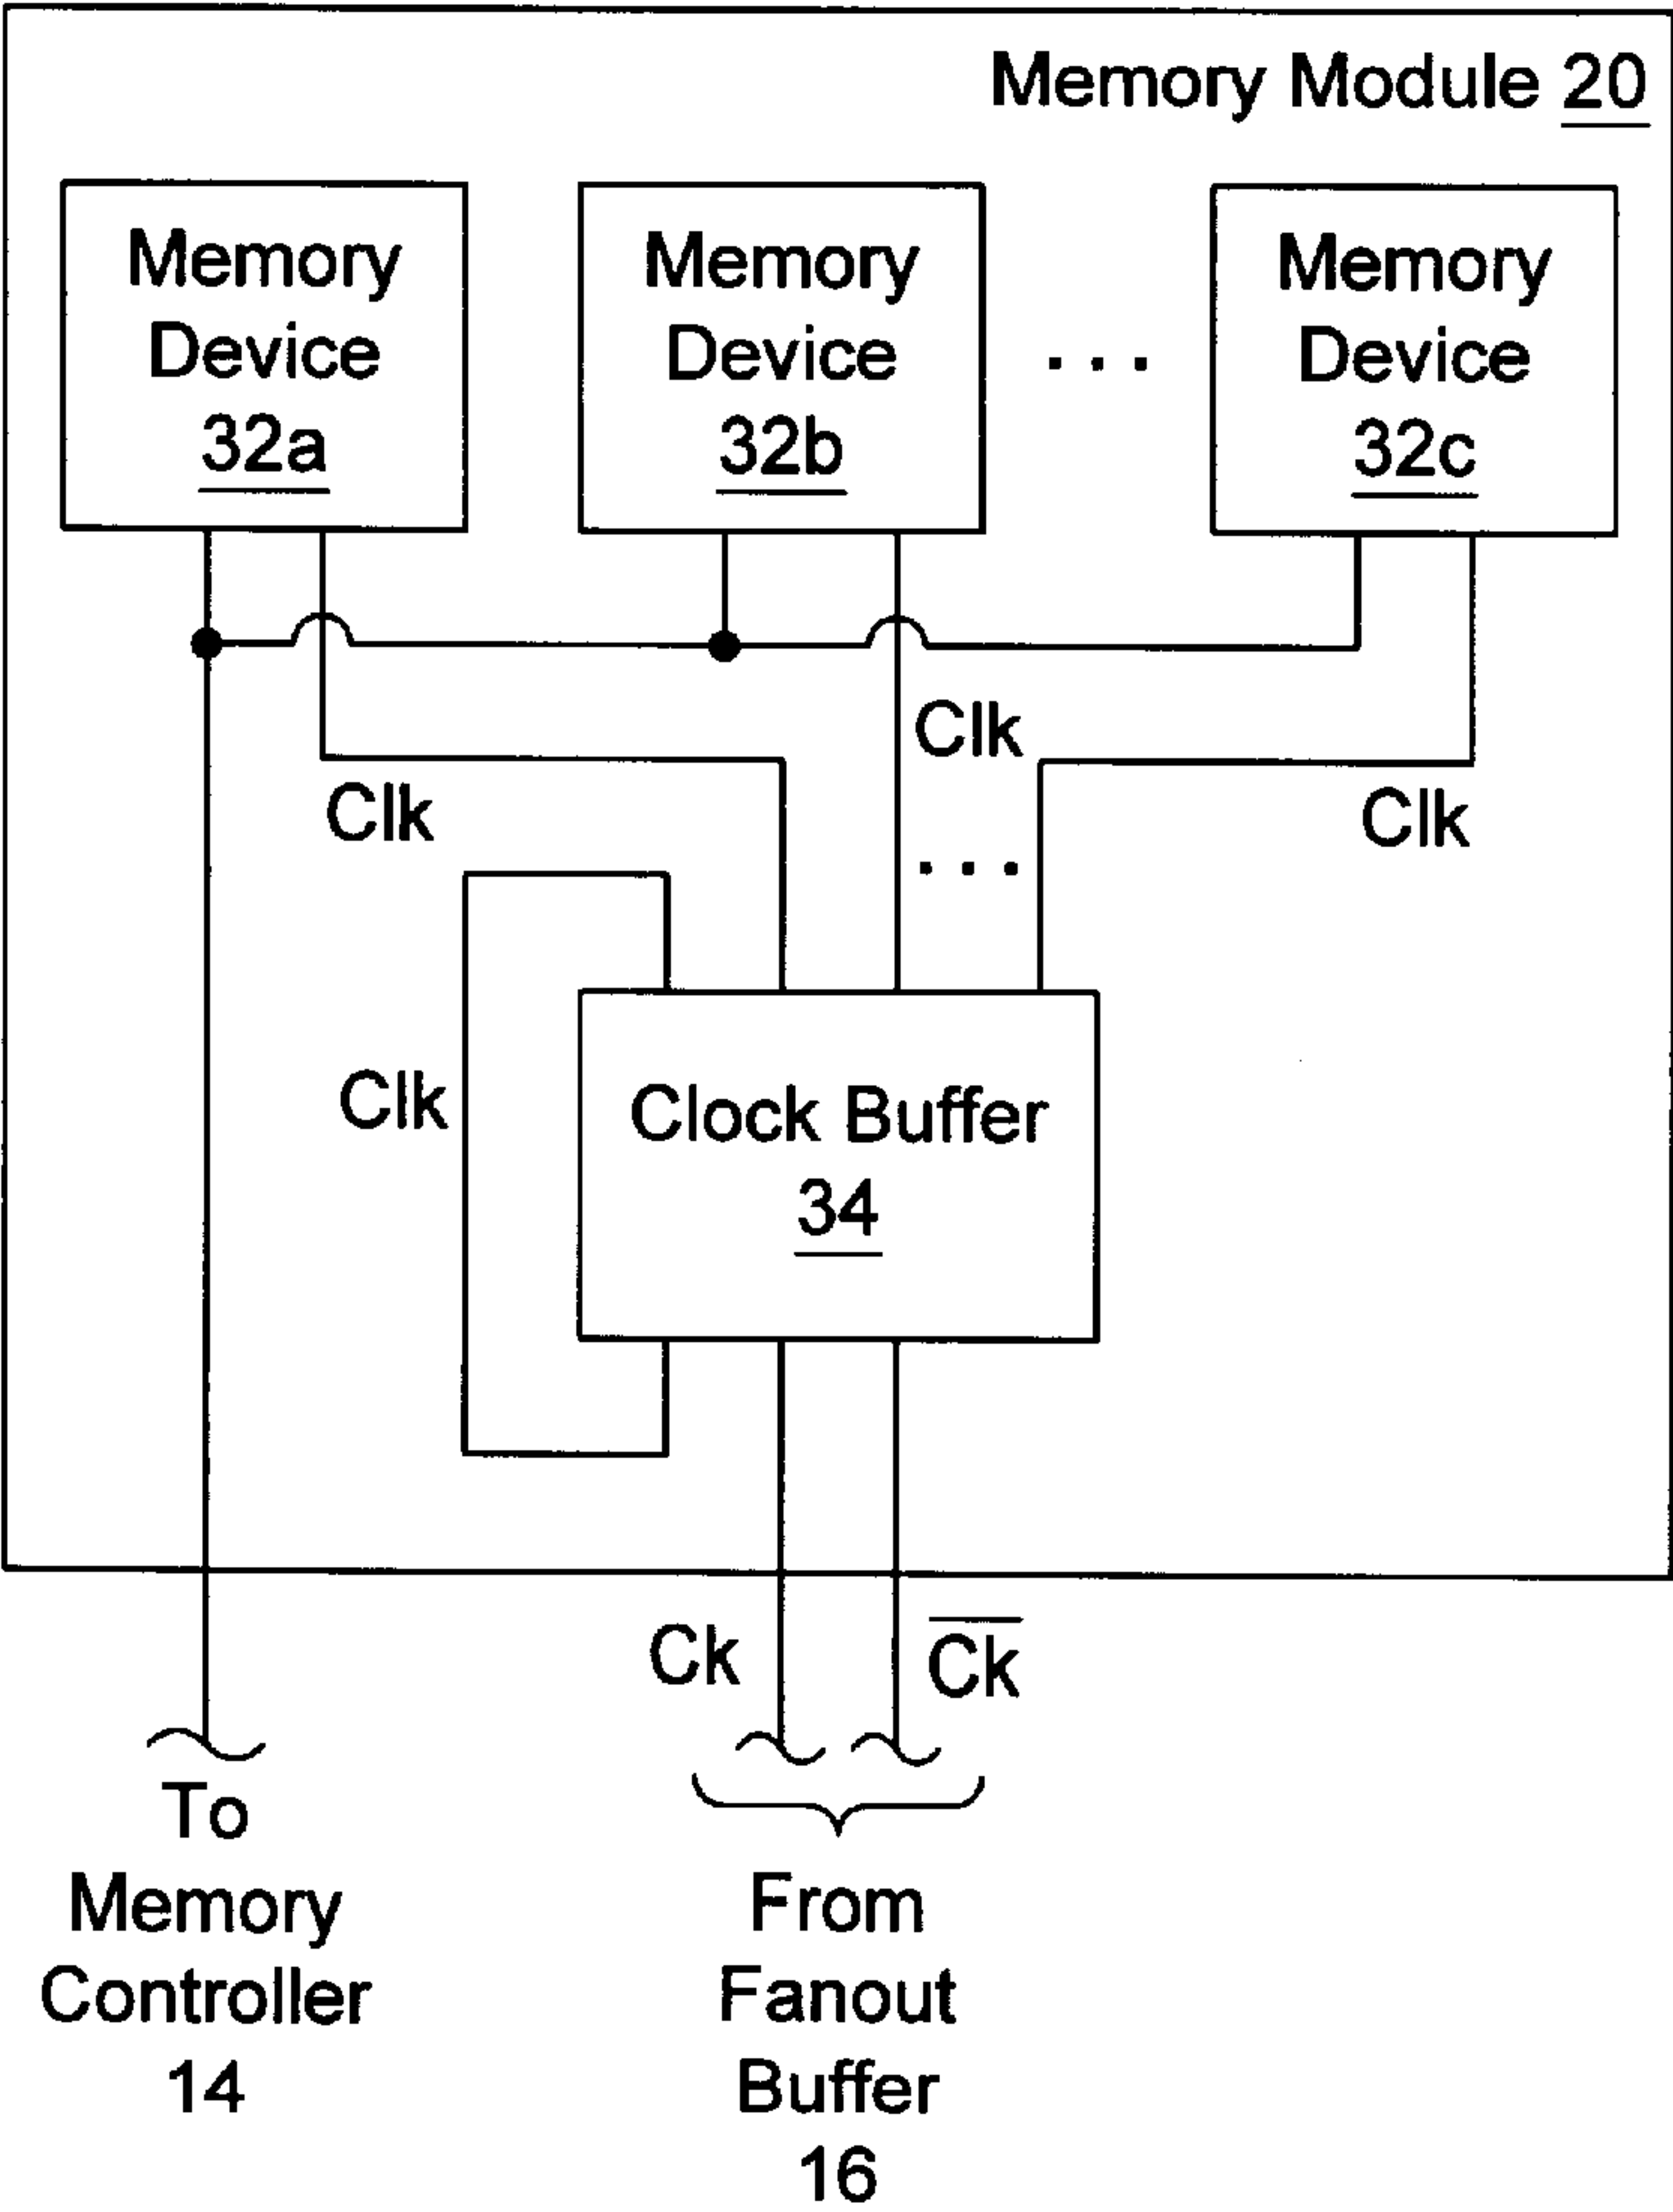 Memory Module 20
Memory
Device
32a
Memory
Device
32b
...
Memory
Device
32c
Clk
Clk
Clk
...
Clk
Clock Buffer
34
Ck
C̅k̅
To
Memory
Controller
14
From
Fanout
Buffer
16